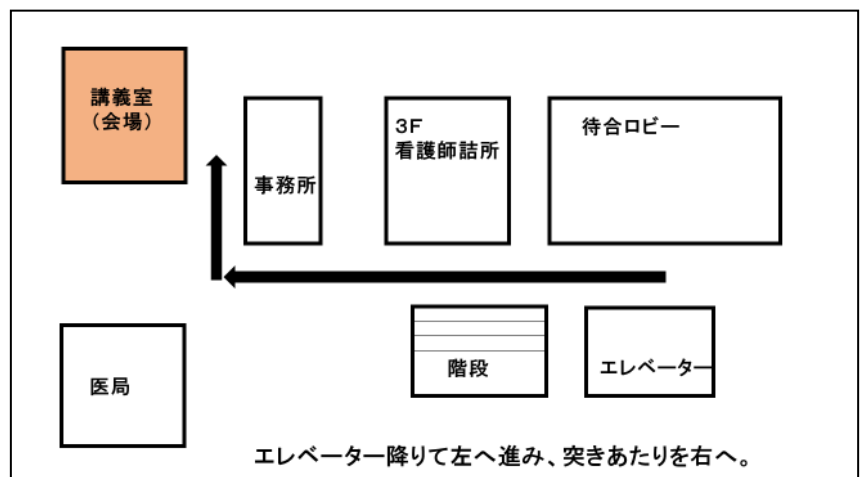 講義室
（会場）
事務所
３Ｆ
看護師詰所
待合ロビー
医局
階段
エレベーター
エレベーター降りて左へ進み、突きあたりを右へ。